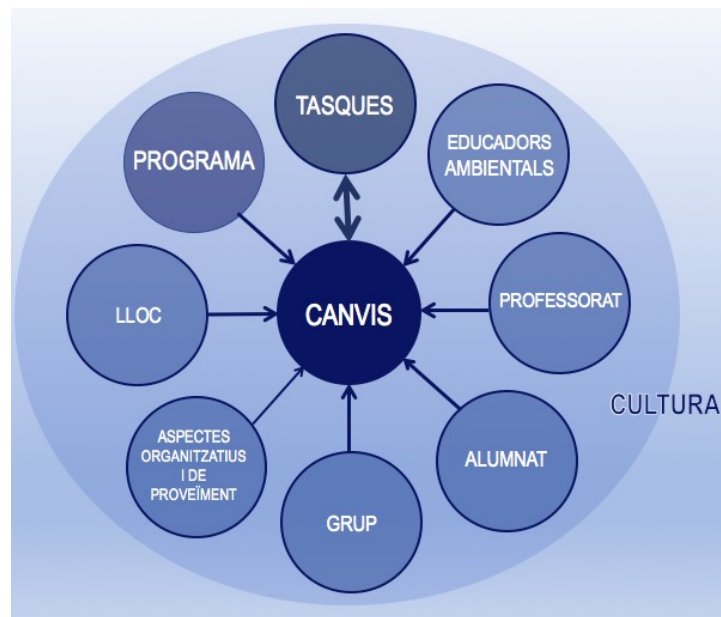 TASQUES
EDUCADORS
AMBIENTALS
PROGRAMA
PROFESSORAT
LLOC
CANVIS
CULTURA
ASPECTES
ORGANITZATIUS
I DE
PROVEÏMENT
ALUMNAT
GRUP